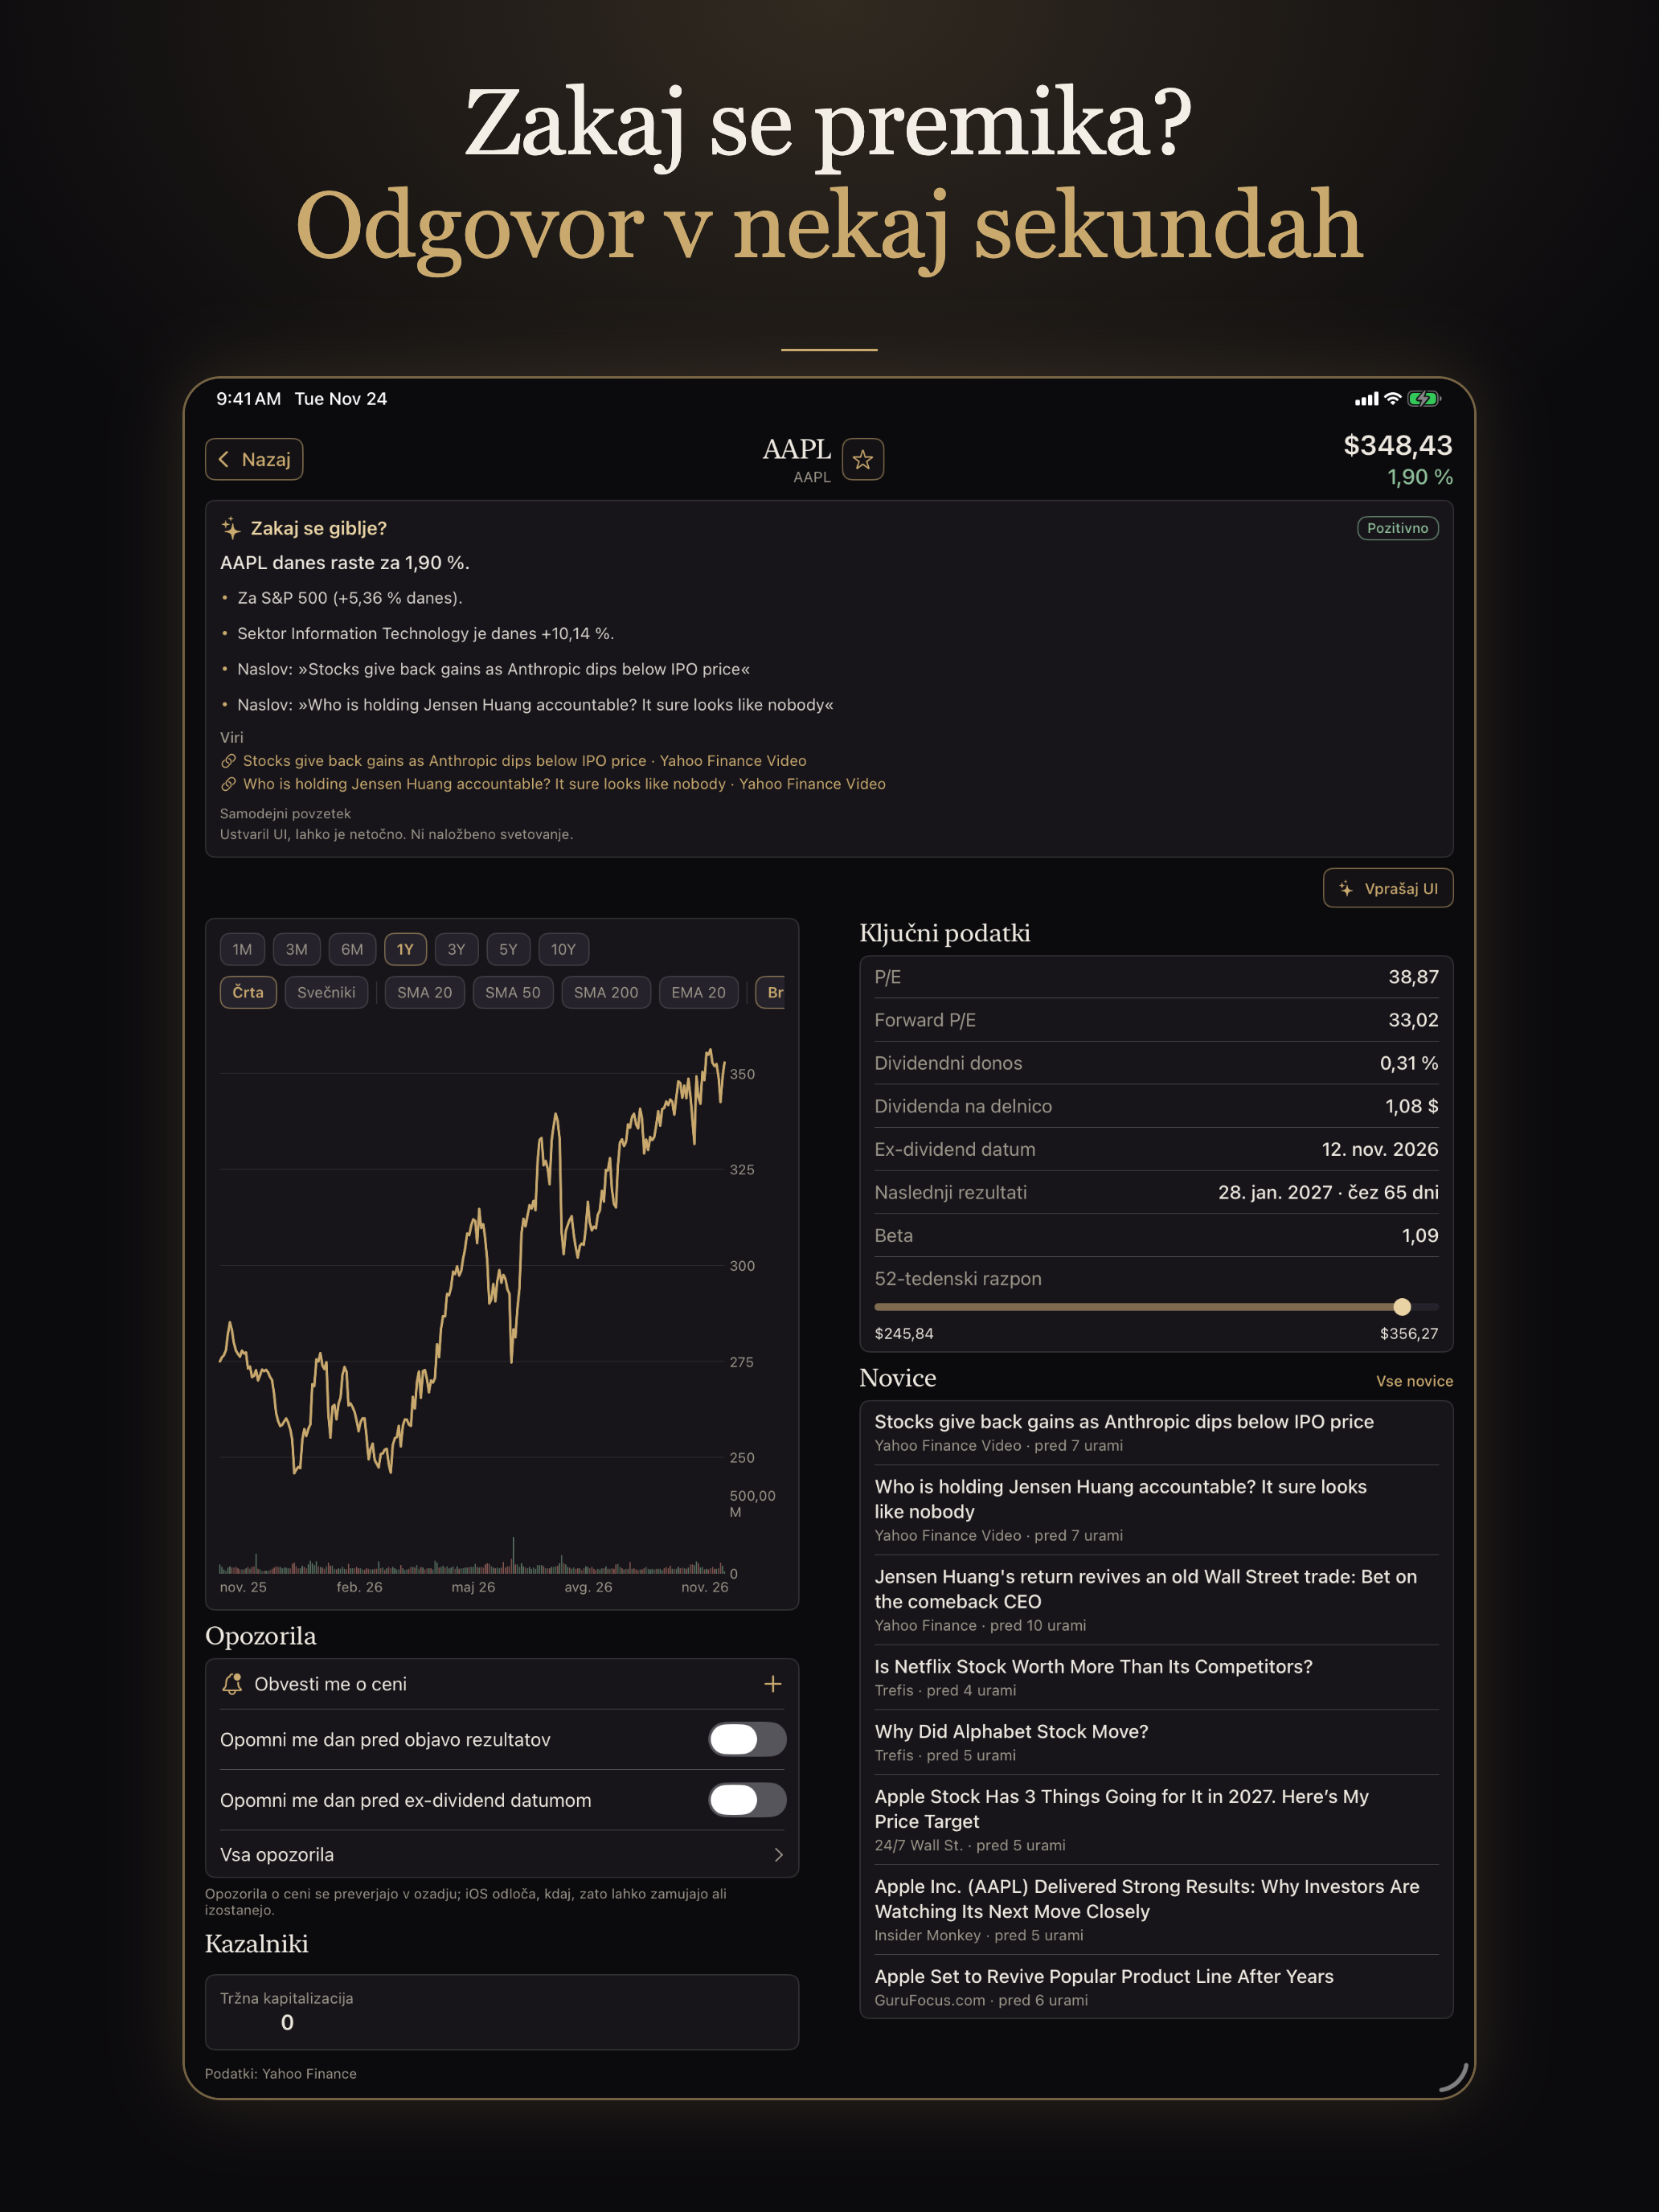 Zakaj se premika?
Odgovor v nekaj sekundah
9:41 AM Tue Nov 24
Nazaj
AAPL
AAPL
$348,43
1,90 %
Zakaj se giblje?
Pozitivno
AAPL danes raste za 1,90 %.
• Za S&P 500 (+5,36 % danes).
• Sektor Information Technology je danes +10,14 %.
• Naslov: »Stocks give back gains as Anthropic dips below IPO price«
• Naslov: »Who is holding Jensen Huang accountable? It sure looks like nobody«
Viri
Stocks give back gains as Anthropic dips below IPO price · Yahoo Finance Video
Who is holding Jensen Huang accountable? It sure looks like nobody · Yahoo Finance Video
Samodejni povzetek
Ustvaril UI, lahko je netočno. Ni naložbeno svetovanje.
Vprašaj UI
1M 3M 6M 1Y 3Y 5Y 10Y
Črta Svečniki SMA 20 SMA 50 SMA 200 EMA 20 Br
350
325
300
275
250
500,00
M
0
nov. 25 feb. 26 maj 26 avg. 26 nov. 26
Opozorila
Obvesti me o ceni
Opomni me dan pred objavo rezultatov
Opomni me dan pred ex-dividend datumom
Vsa opozorila
Opozorila o ceni se preverjajo v ozadju; iOS odloča, kdaj, zato lahko zamujajo ali
izostanejo.
Kazalniki
Tržna kapitalizacija
0
Podatki: Yahoo Finance
Ključni podatki
P/E 38,87
Forward P/E 33,02
Dividendni donos 0,31 %
Dividenda na delnico 1,08 $
Ex-dividend datum 12. nov. 2026
Naslednji rezultati 28. jan. 2027 · čez 65 dni
Beta 1,09
52-tedenski razpon
$245,84 $356,27
Novice Vse novice
Stocks give back gains as Anthropic dips below IPO price
Yahoo Finance Video · pred 7 urami
Who is holding Jensen Huang accountable? It sure looks
like nobody
Yahoo Finance Video · pred 7 urami
Jensen Huang's return revives an old Wall Street trade: Bet on
the comeback CEO
Yahoo Finance · pred 10 urami
Is Netflix Stock Worth More Than Its Competitors?
Trefis · pred 4 urami
Why Did Alphabet Stock Move?
Trefis · pred 5 urami
Apple Stock Has 3 Things Going for It in 2027. Here’s My
Price Target
24/7 Wall St. · pred 5 urami
Apple Inc. (AAPL) Delivered Strong Results: Why Investors Are
Watching Its Next Move Closely
Insider Monkey · pred 5 urami
Apple Set to Revive Popular Product Line After Years
GuruFocus.com · pred 6 urami